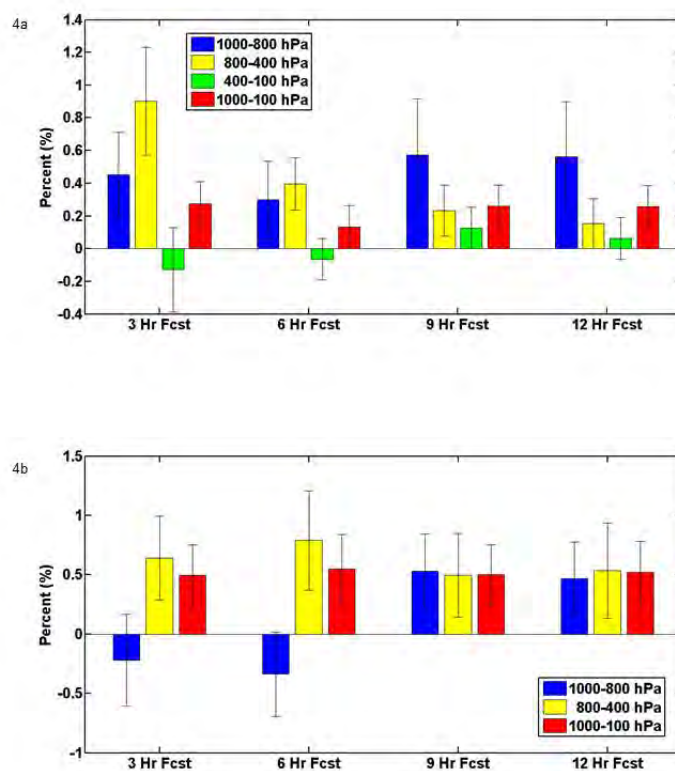 4a
1.4
1.2
1
0.8
0.6
0.4
0.2
0
-0.2
-0.4
Percent (%)
1000-800 hPa
800-400 hPa
400-100 hPa
1000-100 hPa
3 Hr Fcst
6 Hr Fcst
9 Hr Fcst
12 Hr Fcst
4b
1.5
1
0.5
0
-0.5
-1
Percent (%)
1000-800 hPa
800-400 hPa
1000-100 hPa
3 Hr Fcst
6 Hr Fcst
9 Hr Fcst
12 Hr Fcst